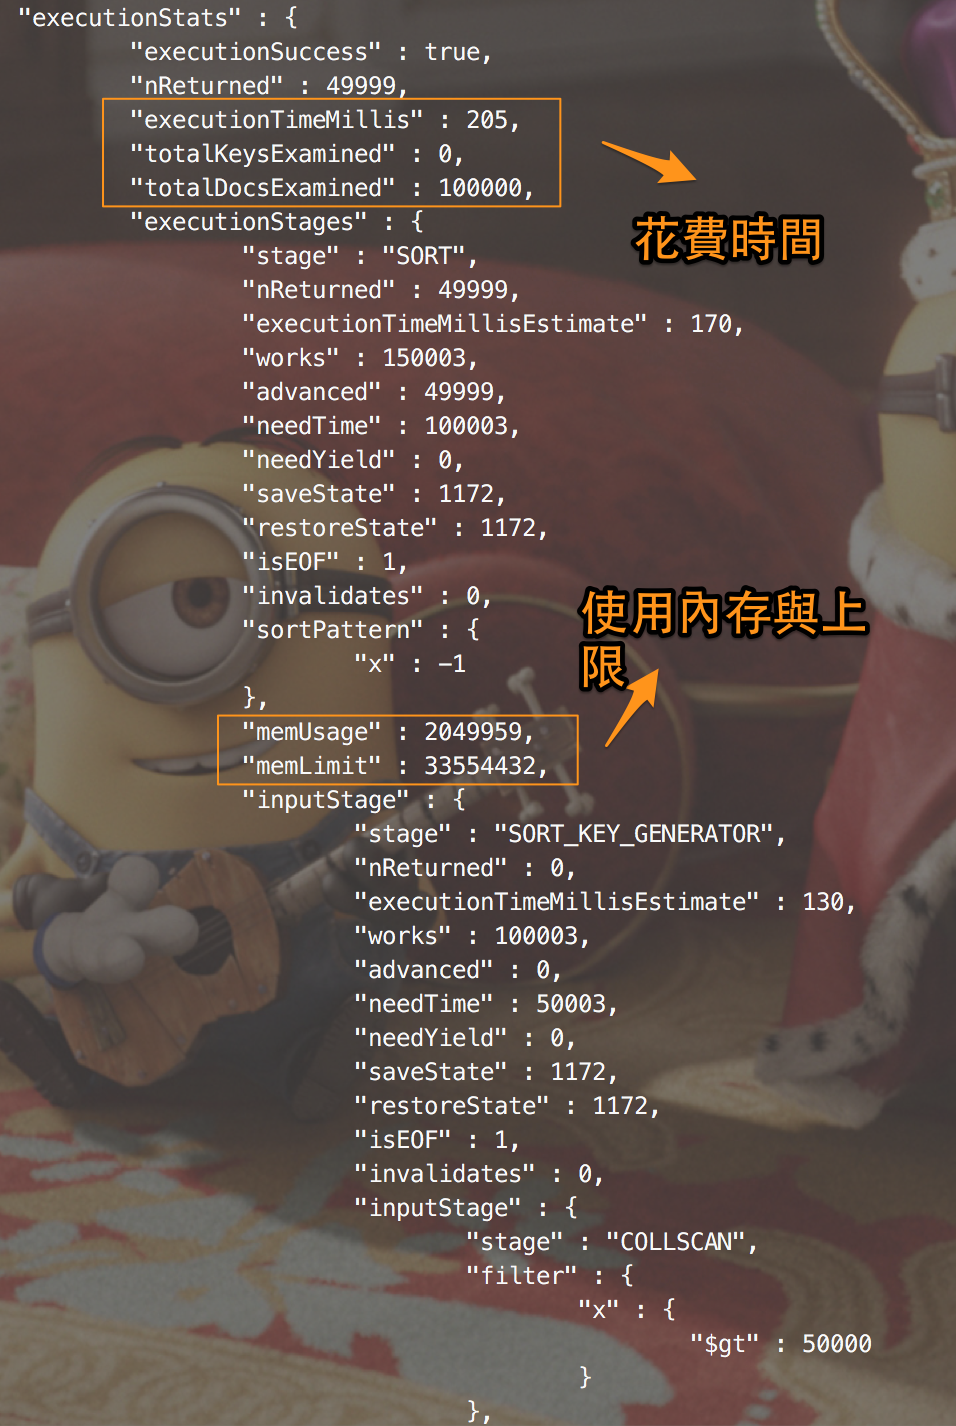 "executionStats" : {
"executionSuccess" : true,
"nReturned" : 49999,
"executionTimeMillis" : 205,
"totalKeysExamined" : 0,
"totalDocsExamined" : 100000,
花費時間
"executionStages" : {
"stage" : "SORT",
"nReturned" : 49999,
"executionTimeMillisEstimate" : 170,
"works" : 150003,
"advanced" : 49999,
"needTime" : 100003,
"needYield" : 0,
"saveState" : 1172,
"restoreState" : 1172,
"isEOF" : 1,
"invalidates" : 0,
"sortPattern" : {
"x" : -1
},
使用內存與上
限
"memUsage" : 2049959,
"memLimit" : 33554432,
"inputStage" : {
"stage" : "SORT_KEY_GENERATOR",
"nReturned" : 0,
"executionTimeMillisEstimate" : 130,
"works" : 100003,
"advanced" : 0,
"needTime" : 50003,
"needYield" : 0,
"saveState" : 1172,
"restoreState" : 1172,
"isEOF" : 1,
"invalidates" : 0,
"inputStage" : {
"stage" : "COLLSCAN",
"filter" : {
"x" : {
"$gt" : 50000
}
},